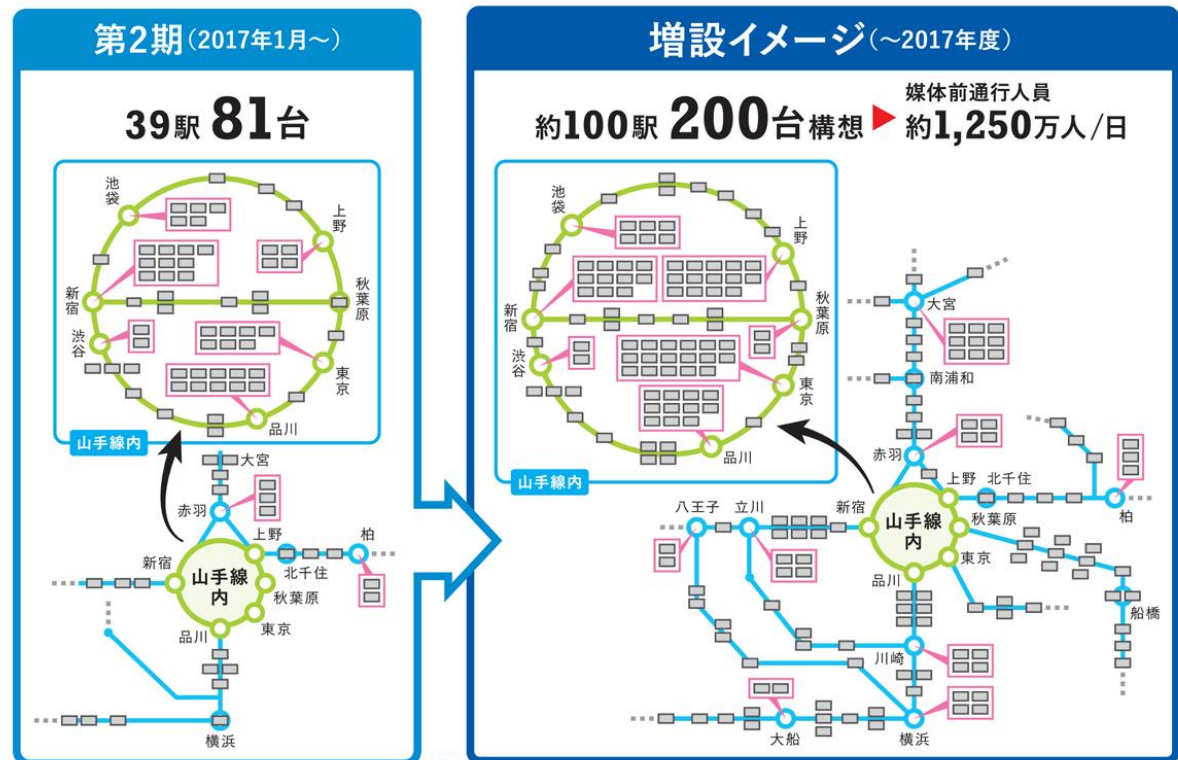 第2期(2017年1月〜)
39駅 81台
池袋
上野
新宿
秋葉原
渋谷
東京
品川
山手線内
大宮
赤羽
上野
柏
新宿
山手線内
北千住
秋葉原
品川
東京
横浜
増設イメージ(〜2017年度)
約100駅 200台構想
媒体前通行人員
約1,250万人/日
池袋
上野
新宿
秋葉原
渋谷
東京
品川
山手線内
大宮
南浦和
赤羽
上野
北千住
柏
八王子
立川
新宿
山手線内
秋葉原
東京
品川
船橋
川崎
大船
横浜